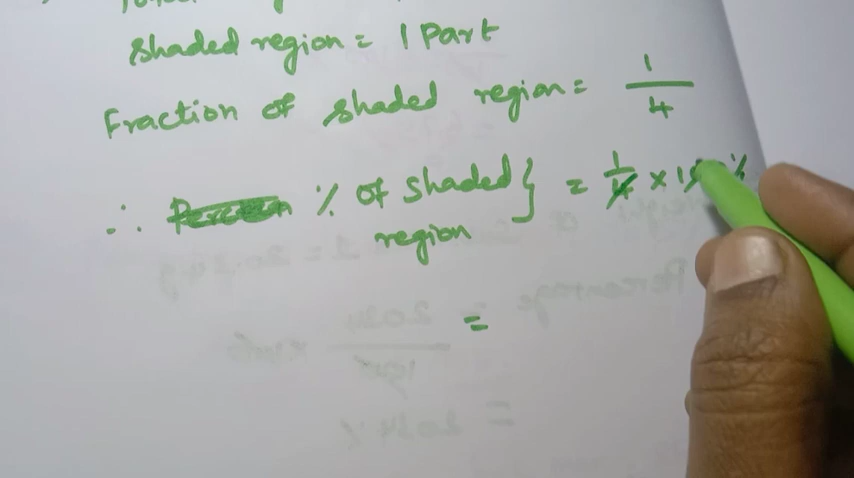 Shaded region = 1 Part
Fraction of shaded region = 1/4
∴ % of shaded region } = 1/4 ×
=